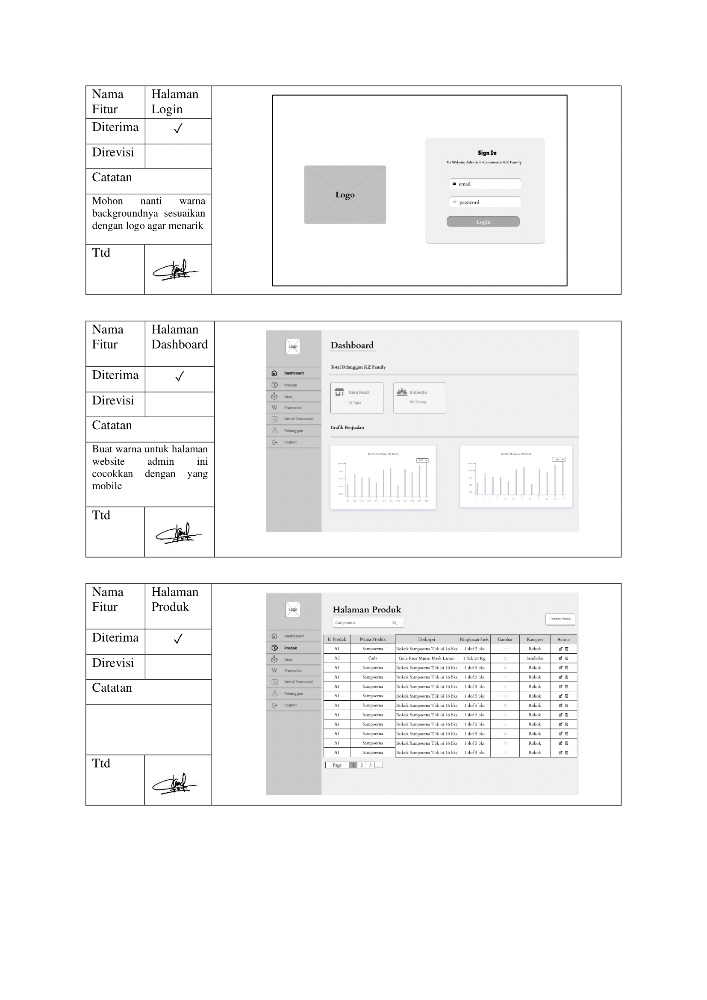 Nama
Fitur
Halaman
Login
Diterima ✓
Direvisi
Catatan
Mohon nanti warna
backgroundnya sesuaikan
dengan logo agar menarik
Ttd
Logo
Sign In
To Website Admin E-Commerce KZ Family
email
password
Login
Nama
Fitur
Halaman
Dashboard
Diterima ✓
Direvisi
Catatan
Buat warna untuk halaman
website admin ini
cocokkan dengan yang
mobile
Ttd
Logo
Dashboard
Produk
Stok
Transaksi
Detail Transaksi
Pelanggan
Logout
Dashboard
Total Pelanggan KZ Family
Toko Kecil
10 Toko
Individu
50 Orang
Grafik Penjualan
GRAFIK PENJUALAN PER TAHUN
GRAFIK PENJUALAN PER BULAN
Jan
Nama
Fitur
Halaman
Produk
Diterima ✓
Direvisi
Catatan
Ttd
Logo
Dashboard
Produk
Stok
Transaksi
Detail Transaksi
Pelanggan
Logout
Halaman Produk
Cari produk ....
Tambah Produk
Id Produk Nama Produk Deskripsi Ringkasan Stok Gambar Kategori Action
A1 Sampoerna Rokok Sampoerna Tbk isi 16 bks 1 slof 5 bks Rokok
A2 Gula Gula Pasir Murni Merk Lamin 1 Sak 20 Kg Sembako
A1 Sampoerna Rokok Sampoerna Tbk isi 16 bks 1 slof 5 bks Rokok
A1 Sampoerna Rokok Sampoerna Tbk isi 16 bks 1 slof 5 bks Rokok
A1 Sampoerna Rokok Sampoerna Tbk isi 16 bks 1 slof 5 bks Rokok
A1 Sampoerna Rokok Sampoerna Tbk isi 16 bks 1 slof 5 bks Rokok
A1 Sampoerna Rokok Sampoerna Tbk isi 16 bks 1 slof 5 bks Rokok
A1 Sampoerna Rokok Sampoerna Tbk isi 16 bks 1 slof 5 bks Rokok
A1 Sampoerna Rokok Sampoerna Tbk isi 16 bks 1 slof 5 bks Rokok
A1 Sampoerna Rokok Sampoerna Tbk isi 16 bks 1 slof 5 bks Rokok
A1 Sampoerna Rokok Sampoerna Tbk isi 16 bks 1 slof 5 bks Rokok
A1 Sampoerna Rokok Sampoerna Tbk isi 16 bks 1 slof 5 bks Rokok
Page 1 2 3 ...